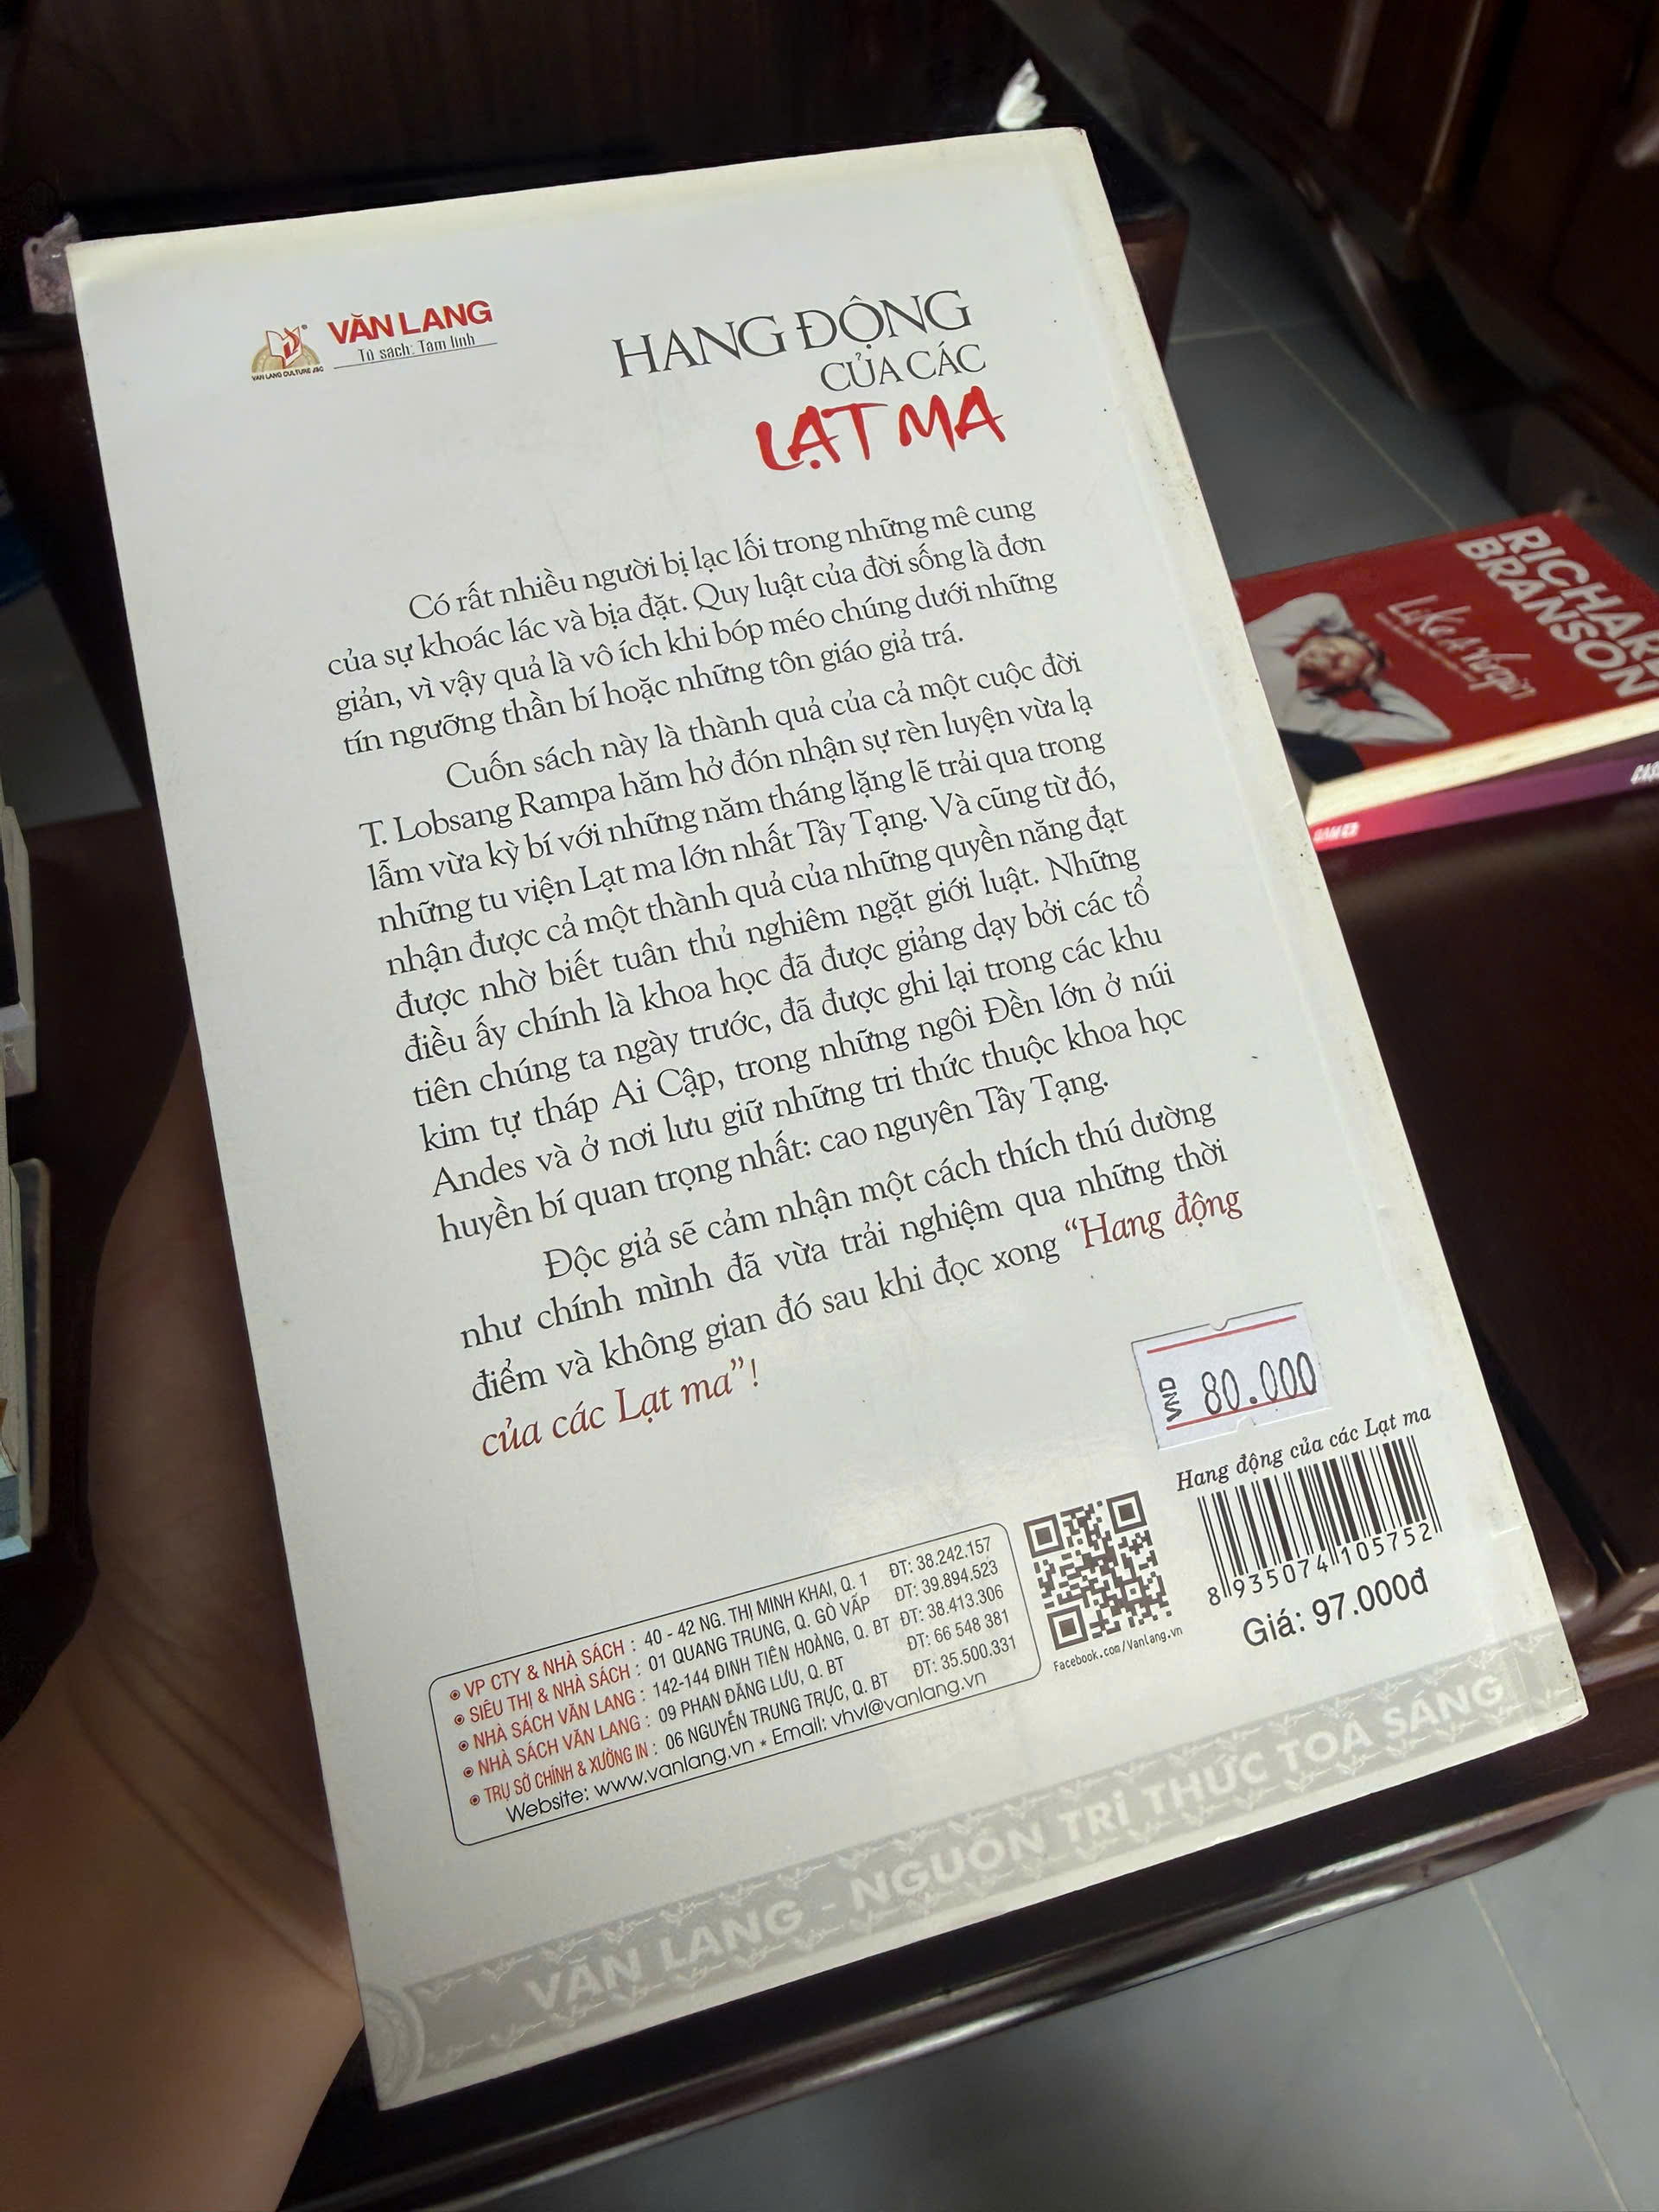 VĂN LANG
Tủ sách: Tâm linh
VAN LANG CULTURE JSC
HANG ĐỘNG
CỦA CÁC
LẠT MA
Có rất nhiều người bị lạc lối trong những mê cung
của sự khoác lác và bịa đặt. Quy luật của đời sống là đơn
giản, vì vậy quả là vô ích khi bóp méo chúng dưới những
tín ngưỡng thần bí hoặc những tôn giáo giả trá.
Cuốn sách này là thành quả của cả một cuộc đời
T. Lobsang Rampa hăm hở đón nhận sự rèn luyện vừa lạ
lẫm vừa kỳ bí với những năm tháng lặng lẽ trải qua trong
những tu viện Lạt ma lớn nhất Tây Tạng. Và cũng từ đó,
nhận được cả một thành quả của những quyền năng đạt
được nhờ biết tuân thủ nghiêm ngặt giới luật. Những
điều ấy chính là khoa học đã được giảng dạy bởi các tổ
tiên chúng ta ngày trước, đã được ghi lại trong các khu
kim tự tháp Ai Cập, trong những ngôi Đền lớn ở núi
Andes và ở nơi lưu giữ những tri thức thuộc khoa học
huyền bí quan trọng nhất: cao nguyên Tây Tạng.
Độc giả sẽ cảm nhận một cách thích thú dường
như chính mình đã vừa trải nghiệm qua những thời
điểm và không gian đó sau khi đọc xong “Hang động
của các Lạt ma”!
VND 80.000
Hang động của các Lạt ma
8 935074 105752
Giá: 97.000đ
Facebook.com/VanLang.vn
VP CTY & NHÀ SÁCH : 40 - 42 NG. THỊ MINH KHAI, Q. 1 ĐT: 38.242.157
SIÊU THỊ & NHÀ SÁCH : 01 QUANG TRUNG, Q. GÒ VẤP ĐT: 39.894.523
NHÀ SÁCH VĂN LANG : 142-144 ĐINH TIÊN HOÀNG, Q. BT ĐT: 38.413.306
NHÀ SÁCH VĂN LANG : 09 PHAN ĐĂNG LƯU, Q. BT ĐT: 66 548 381
TRỤ SỞ CHÍNH & XƯỞNG IN : 06 NGUYỄN TRUNG TRỰC, Q. BT ĐT: 35.500.331
Website: www.vanlang.vn * Email: vhvl@vanlang.vn
VĂN LANG - NGUỒN TRI THỨC TOẢ SÁNG
RICHARD
BRANSON
Like A Virgin